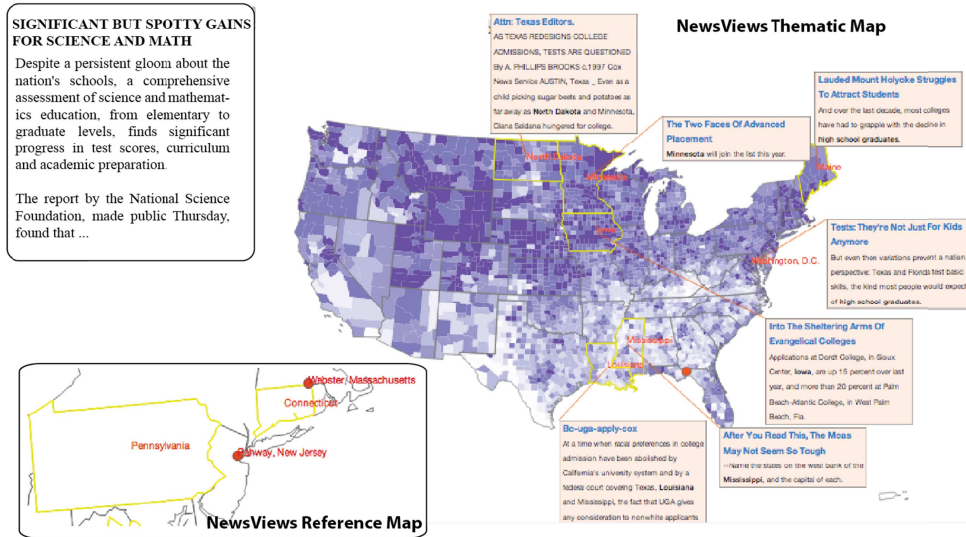 SIGNIFICANT BUT SPOTTY GAINS
FOR SCIENCE AND MATH
Despite a persistent gloom about the
nation's schools, a comprehensive
assessment of science and mathemat-
ics education, from elementary to
graduate levels, finds significant
progress in test scores, curriculum
and academic preparation.
The report by the National Science
Foundation, made public Thursday,
found that ...
NewsViews Thematic Map
Attn: Texas Editors.
AS TEXAS REDESIGNS COLLEGE
ADMISSIONS, TESTS ARE QUESTIONED
By A. PHILLIPS BROOKS c.1997 Cox
News Service AUSTIN, Texas _ Even as a
child picking sugar beets and potatoes as
far away as North Dakota and Minnesota,
Diana Saldana hungered for college.
The Two Faces Of Advanced
Placement
Minnesota will join the list this year.
Lauded Mount Holyoke Struggles
To Attract Students
And over the last decade, most colleges
have had to grapple with the decline in
high school graduates.
North Dakota
Minnesota
Iowa
Maine
Washington, D.C.
Mississippi
Louisiana
Tests: They're Not Just For Kids
Anymore
But even then variations prevent a nation
perspective: Texas and Florida test basic
skills, the kind most people would expect
of high school graduates.
Into The Sheltering Arms Of
Evangelical Colleges
Applications at Dordt College, in Sioux
Center, Iowa, are up 15 percent over last
year, and more than 20 percent at Palm
Beach-Atlantic College, in West Palm
Beach, Fla.
Bc-uga-apply-cox
At a time when racial preferences in college
admission have been abolished by
California's university system and by a
federal court covering Texas, Louisiana
and Mississippi, the fact that UGA gives
any consideration to nonwhite applicants
After You Read This, The Moas
May Not Seem So Tough
--Name the states on the west bank of the
Mississippi, and the capital of each.
Webster, Massachusetts
Connecticut
Pennsylvania
Rahway, New Jersey
NewsViews Reference Map